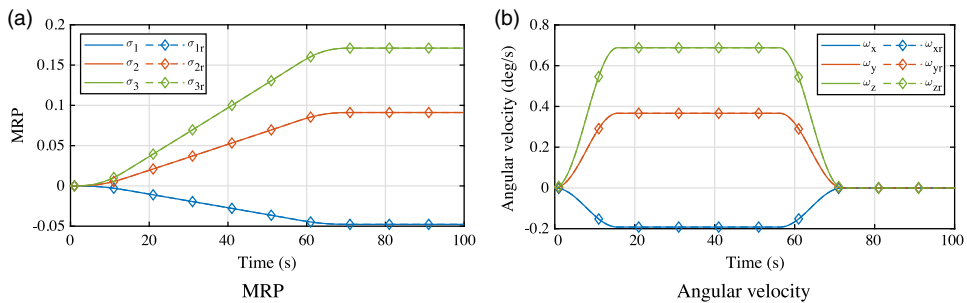 (a)
0.2
0.15
0.1
0.05
0
-0.05
MRP
σ1 σ1r
σ2 σ2r
σ3 σ3r
0 20 40 60 80 100
Time (s)
MRP
(b)
0.8
0.6
0.4
0.2
0
-0.2
Angular velocity (deg/s)
ωx ωxr
ωy ωyr
ωz ωzr
0 20 40 60 80 100
Time (s)
Angular velocity